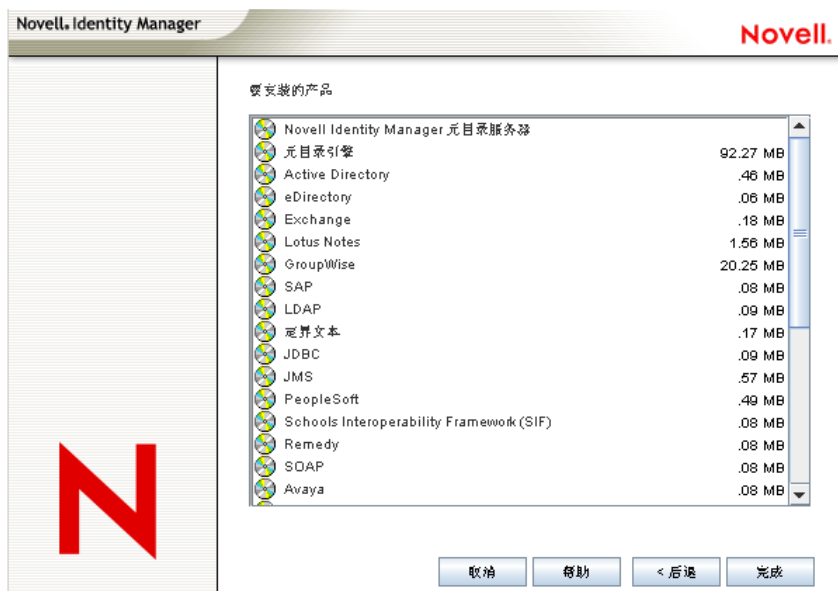 Novell. Identity Manager
Novell.
要安装的产品
Novell Identity Manager 元目录服务器
元目录引擎 92.27 MB
Active Directory .46 MB
eDirectory .06 MB
Exchange .18 MB
Lotus Notes 1.56 MB
GroupWise 20.25 MB
SAP .08 MB
LDAP .09 MB
定界文本 .17 MB
JDBC .09 MB
JMS .57 MB
PeopleSoft .49 MB
Schools Interoperability Framework (SIF) .08 MB
Remedy .08 MB
SOAP .08 MB
Avaya .08 MB
N
取消 帮助 < 后退 完成